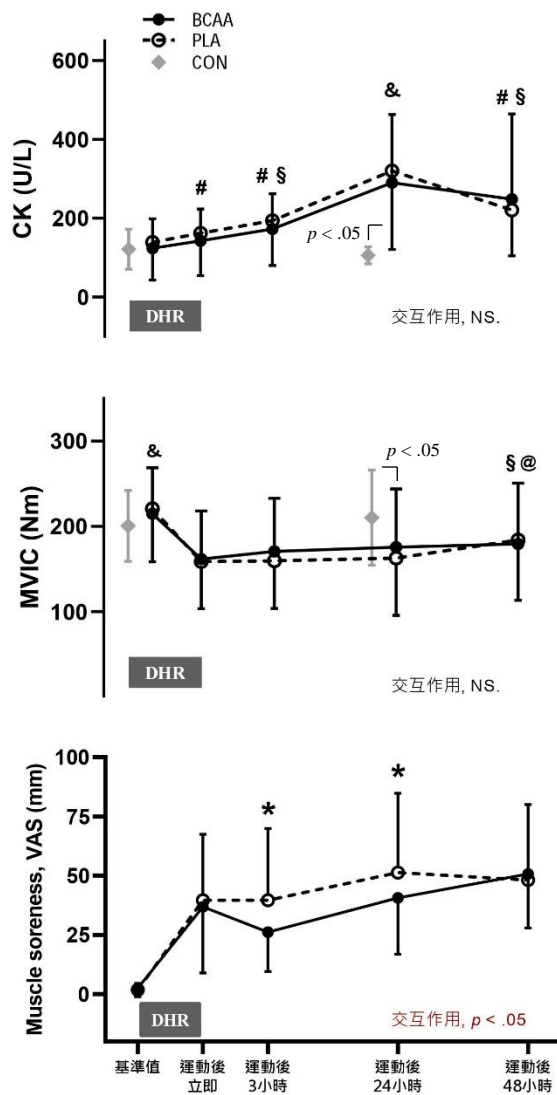 BCAA
PLA
CON
CK (U/L)
600
400
200
0
#
# §
&
# §
p < .05
DHR
交互作用, NS.
MVIC (Nm)
300
200
100
&
p < .05
§ @
DHR
交互作用, NS.
Muscle soreness, VAS (mm)
100
75
50
25
0
*
*
DHR
交互作用, p < .05
基準值
運動後
立即
運動後
3小時
運動後
24小時
運動後
48小時